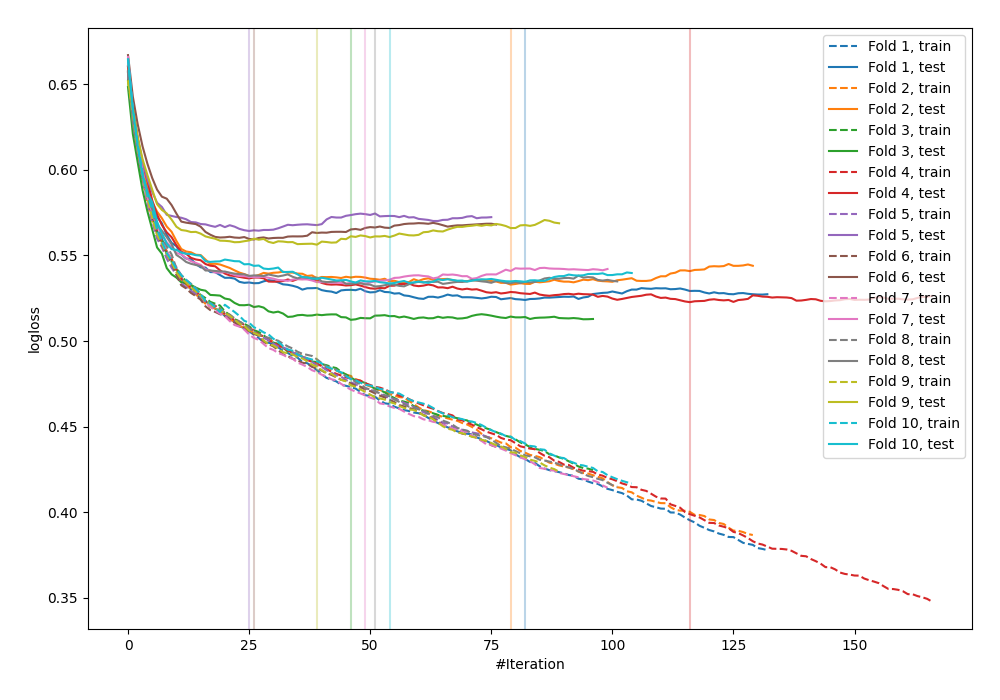 0.65
0.60
0.55
0.50
0.45
0.40
0.35
logloss
0
25
50
75
100
125
150
#Iteration
Fold 1, train
Fold 1, test
Fold 2, train
Fold 2, test
Fold 3, train
Fold 3, test
Fold 4, train
Fold 4, test
Fold 5, train
Fold 5, test
Fold 6, train
Fold 6, test
Fold 7, train
Fold 7, test
Fold 8, train
Fold 8, test
Fold 9, train
Fold 9, test
Fold 10, train
Fold 10, test